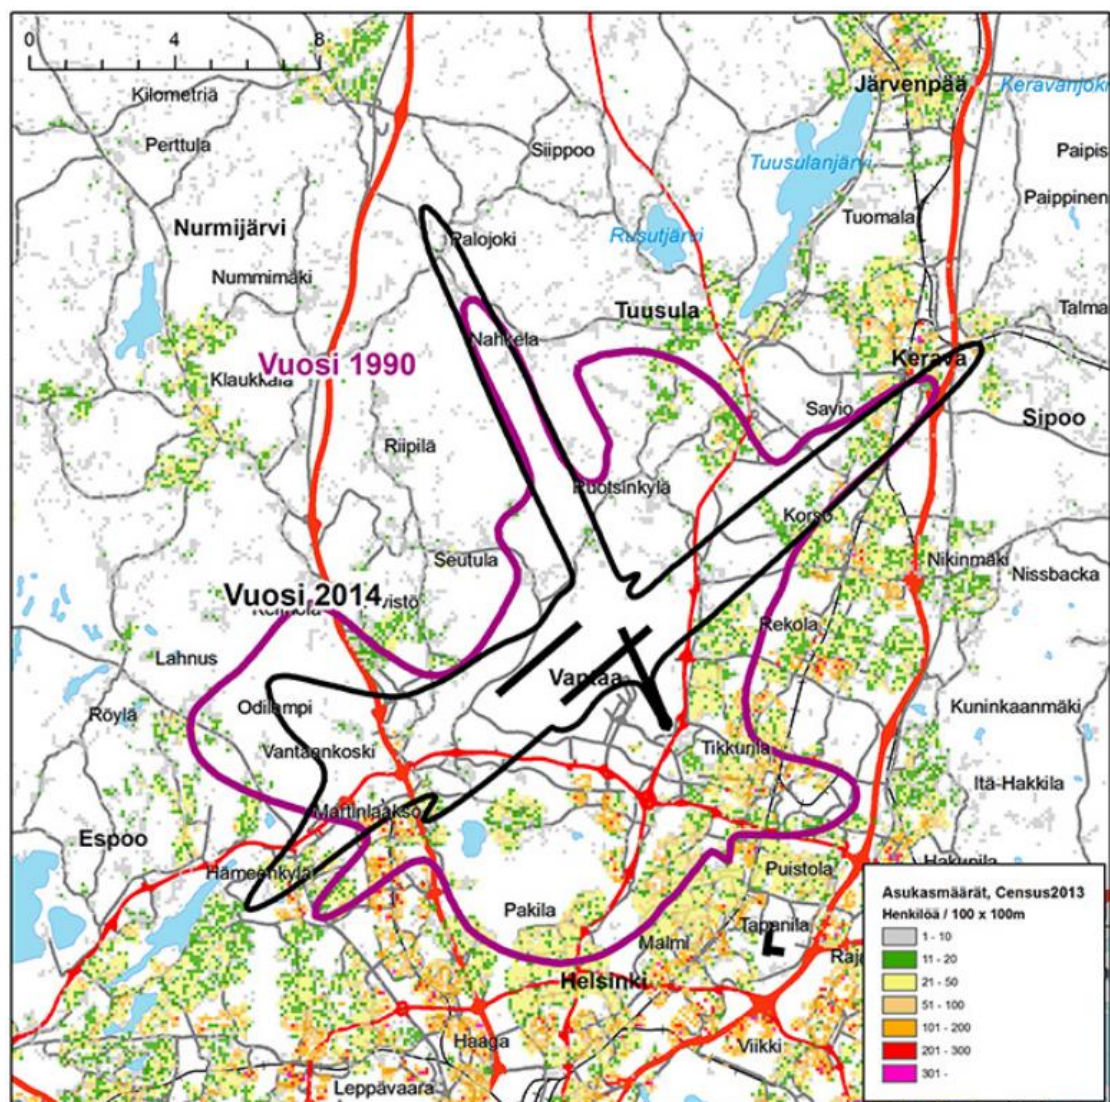 0 4 8
Kilometriä
Järvenpää
Keravanjoki
Perttula
Siippoo
Paipis
Tuusulanjärvi
Paippinen
Nurmijärvi
Palojoki
Rusutjärvi
Tuomala
Nummimäki
Tuusula
Talma
Nahkela
Vuosi 1990
Kerava
Klaukkala
Savio
Sipoo
Riipilä
Ruotsinkylä
Korso
Seutula
Nikinmäki
Nissbacka
Vuosi 2014
Rekola
Lahnus
Vantaa
Röylä
Odilampi
Kuninkaanmäki
Vantaankoski
Tikkurila
Itä-Hakkila
Martinlaakso
Espoo
Hämeenkylä
Puistola
Hakunila
Pakila
Tapanila
Malmi
Helsinki
Haaga
Viikki
Leppävaara
Asukasmäärät, Census2013
Henkilöä / 100 x 100m
1 - 10
11 - 20
21 - 50
51 - 100
101 - 200
201 - 300
301 -